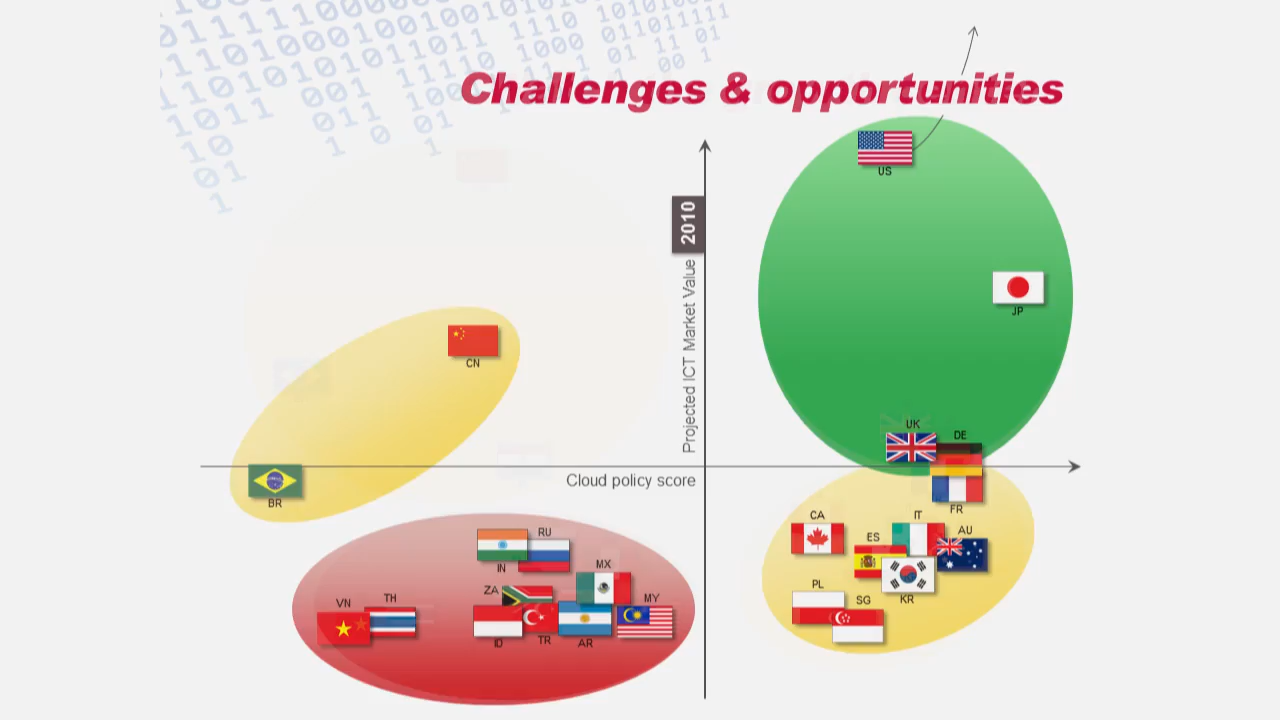 Challenges & opportunities
US
2010
Projected ICT Market Value
JP
CN
UK
DE
Cloud policy score
BR
FR
CA
IT
AU
ES
RU
IN
MX
PL
SG
KR
ZA
VN
TH
MY
ID
TR
AR